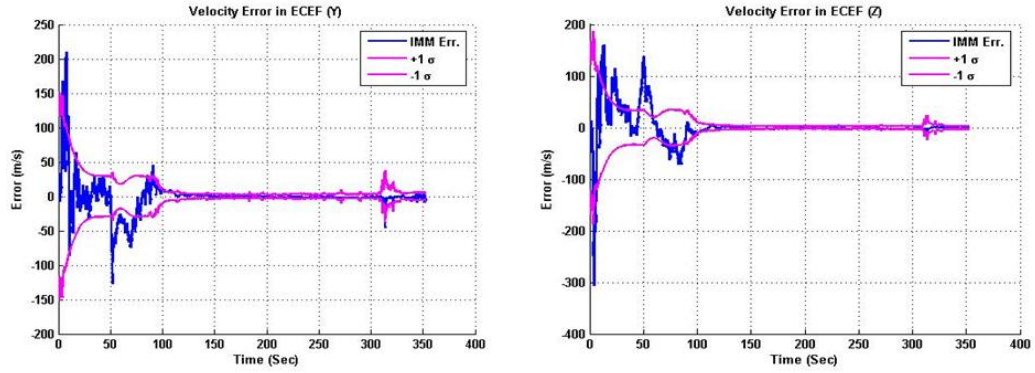 Velocity Error in ECEF (Y)
250
200
150
100
50
0
-50
-100
-150
-200
Error (m/s)
0 50 100 150 200 250 300 350 400
Time (Sec)
IMM Err.
+1 σ
-1 σ
Velocity Error in ECEF (Z)
200
100
0
-100
-200
-300
-400
Error (m/s)
0 50 100 150 200 250 300 350 400
Time (Sec)
IMM Err.
+1 σ
-1 σ